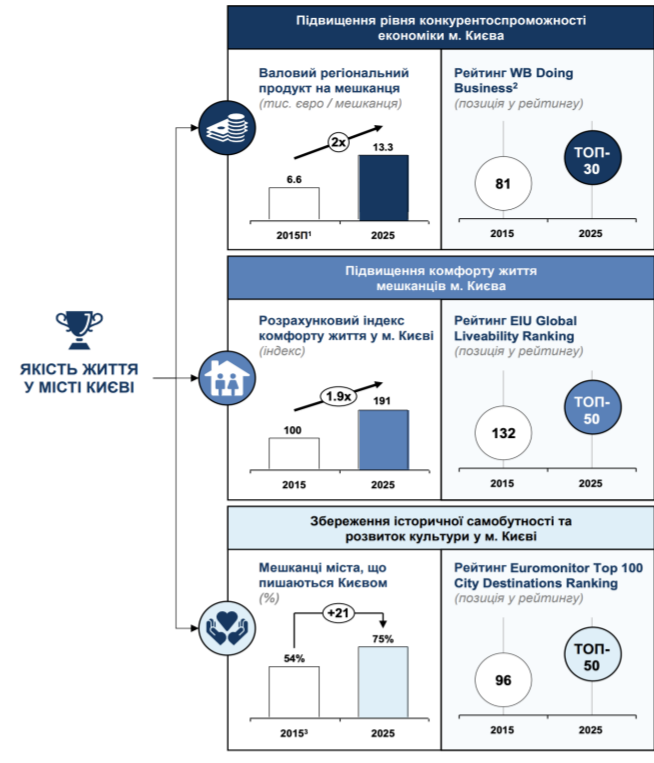 Підвищення рівня конкурентоспроможності
економіки м. Києва
Валовий регіональний
продукт на мешканця
(тис. євро / мешканця)
2x
6.6
13.3
2015П¹
2025
Рейтинг WB Doing
Business²
(позиція у рейтингу)
81
ТОП-
30
2015
2025
ЯКІСТЬ ЖИТТЯ
У МІСТІ КИЄВІ
Підвищення комфорту життя
мешканців м. Києва
Розрахунковий індекс
комфорту життя у м. Києві
(індекс)
1.9x
100
191
2015
2025
Рейтинг EIU Global
Liveability Ranking
(позиція у рейтингу)
132
ТОП-
50
2015
2025
Збереження історичної самобутності та
розвиток культури у м. Києві
Мешканці міста, що
пишаються Києвом
(%)
+21
54%
75%
2015³
2025
Рейтинг Euromonitor Top 100
City Destinations Ranking
(позиція у рейтингу)
96
ТОП-
50
2015
2025